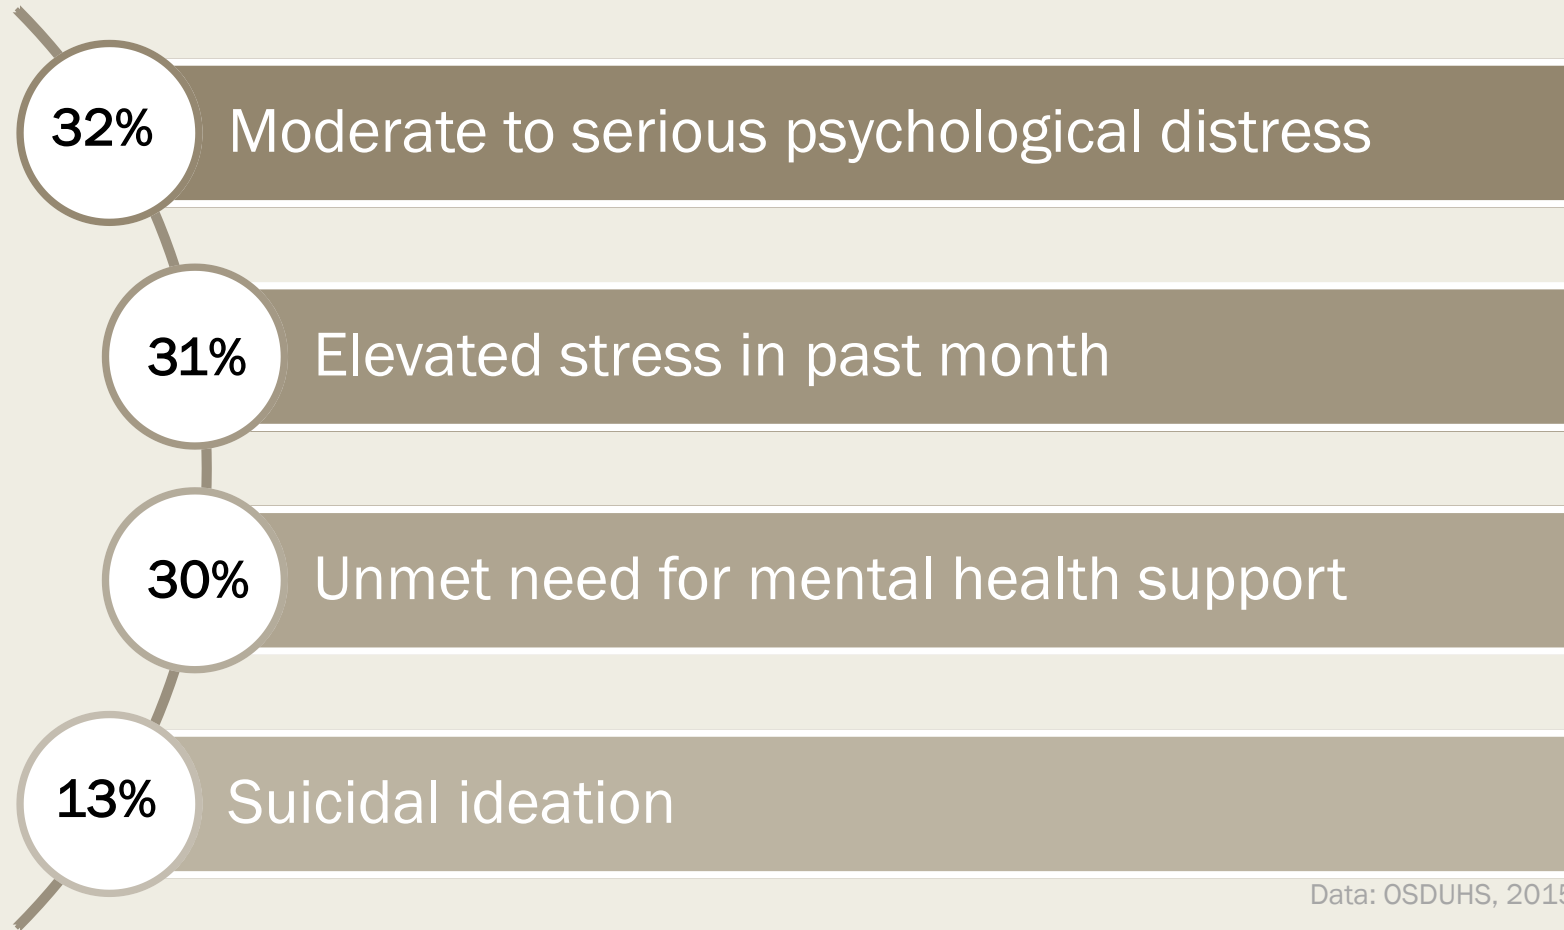 32% Moderate to serious psychological distress
31% Elevated stress in past month
30% Unmet need for mental health support
13% Suicidal ideation
Data: OSDUHS, 2015